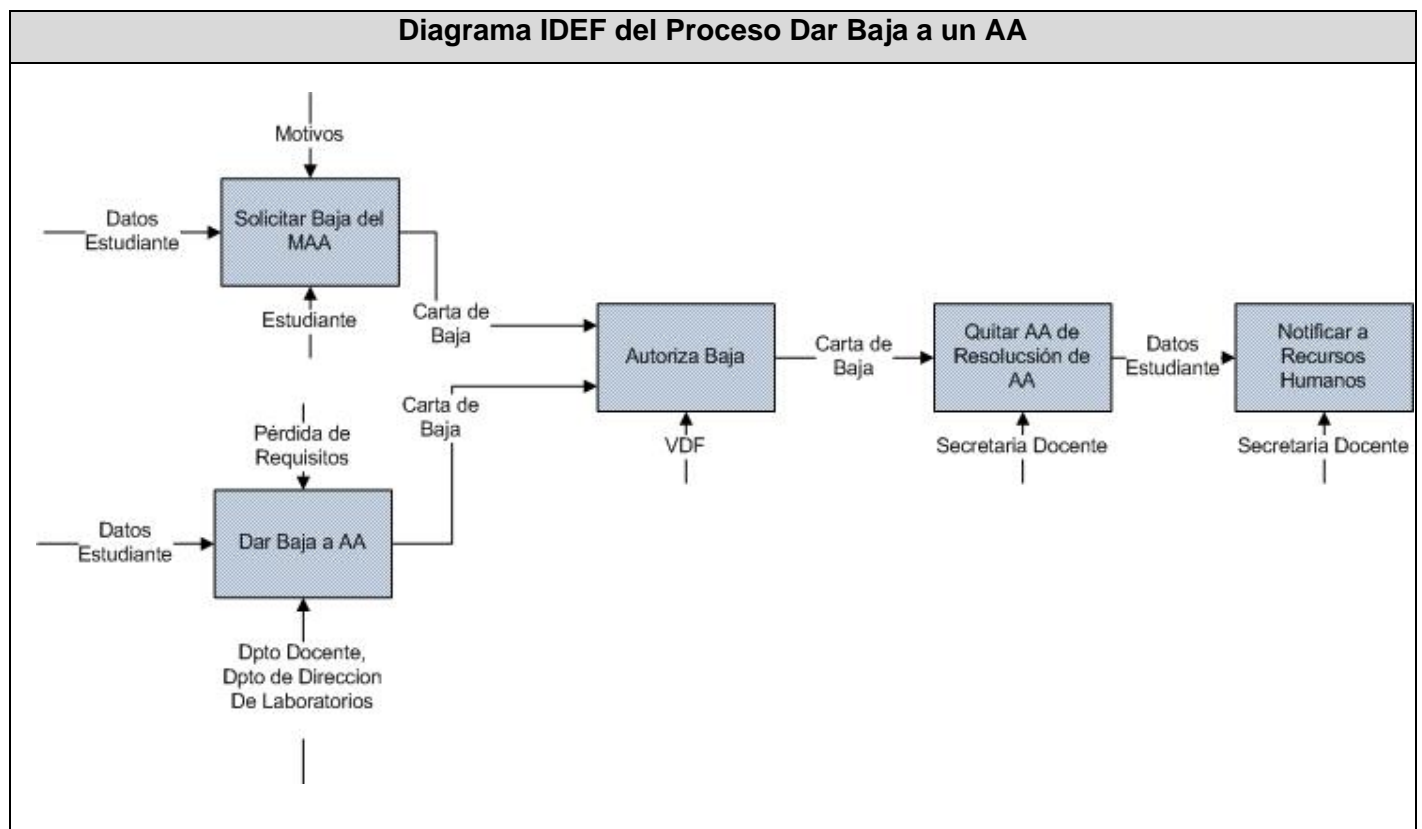 Diagrama IDEF del Proceso Dar Baja a un AA
Motivos
Datos
Estudiante
Solicitar Baja del
MAA
Estudiante
Carta de
Baja
Pérdida de
Requisitos
Datos
Estudiante
Dar Baja a AA
Carta de
Baja
Dpto Docente,
Dpto de Direccion
De Laboratorios
Autoriza Baja
VDF
Carta de
Baja
Quitar AA de
Resolucsión de
AA
Secretaria Docente
Datos
Estudiante
Notificar a
Recursos
Humanos
Secretaria Docente